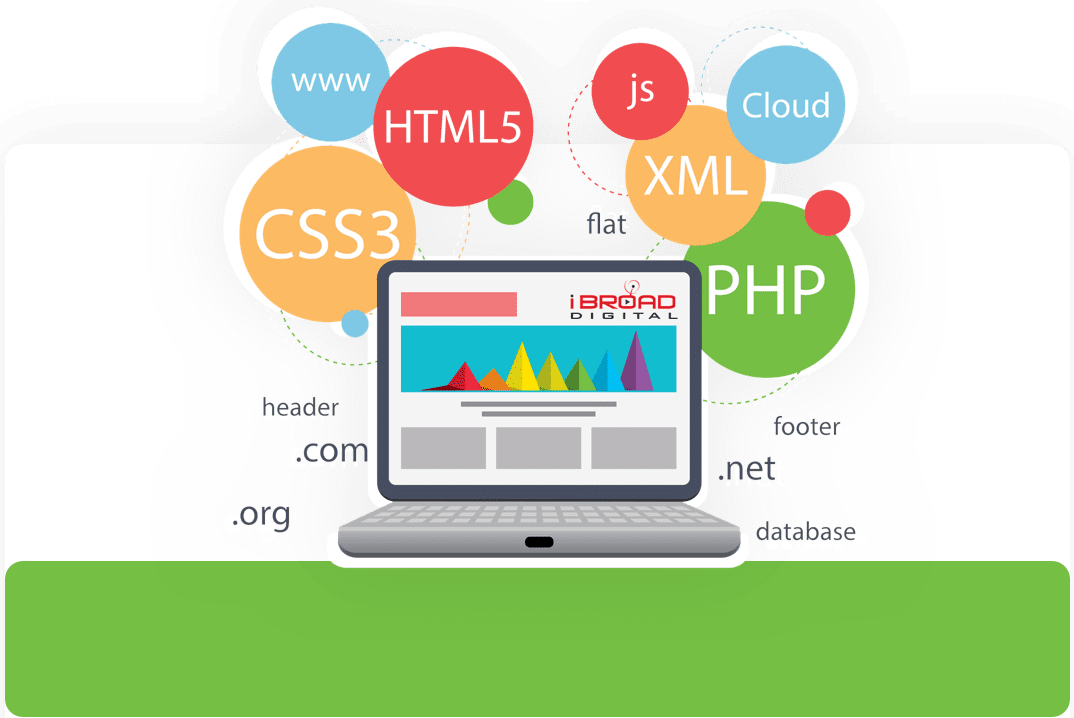 www
HTML5
js
Cloud
XML
CSS3
flat
PHP
iBROAD
DIGITAL
header
footer
.com
.net
.org
database